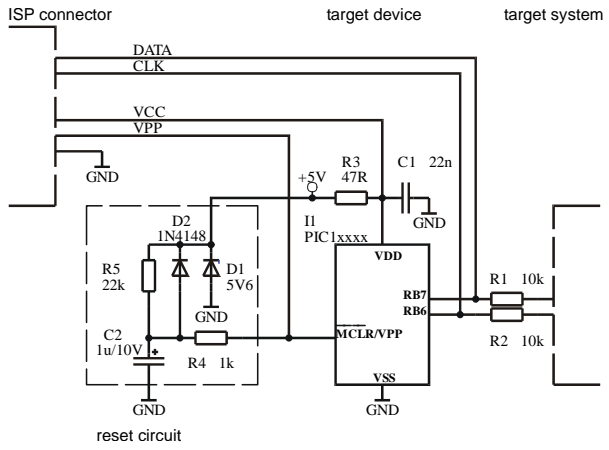 ISP connector target device target system
DATA
CLK
VCC
VPP
GND
+5V
R3
47R
C1 22n
GND
D2
1N4148
I1
PIC1xxxx
VDD
R5
22k
D1
5V6
GND
RB7
RB6
R1 10k
R2 10k
C2
1u/10V
+
R4 1k
MCLR/VPP
VSS
GND
GND
reset circuit